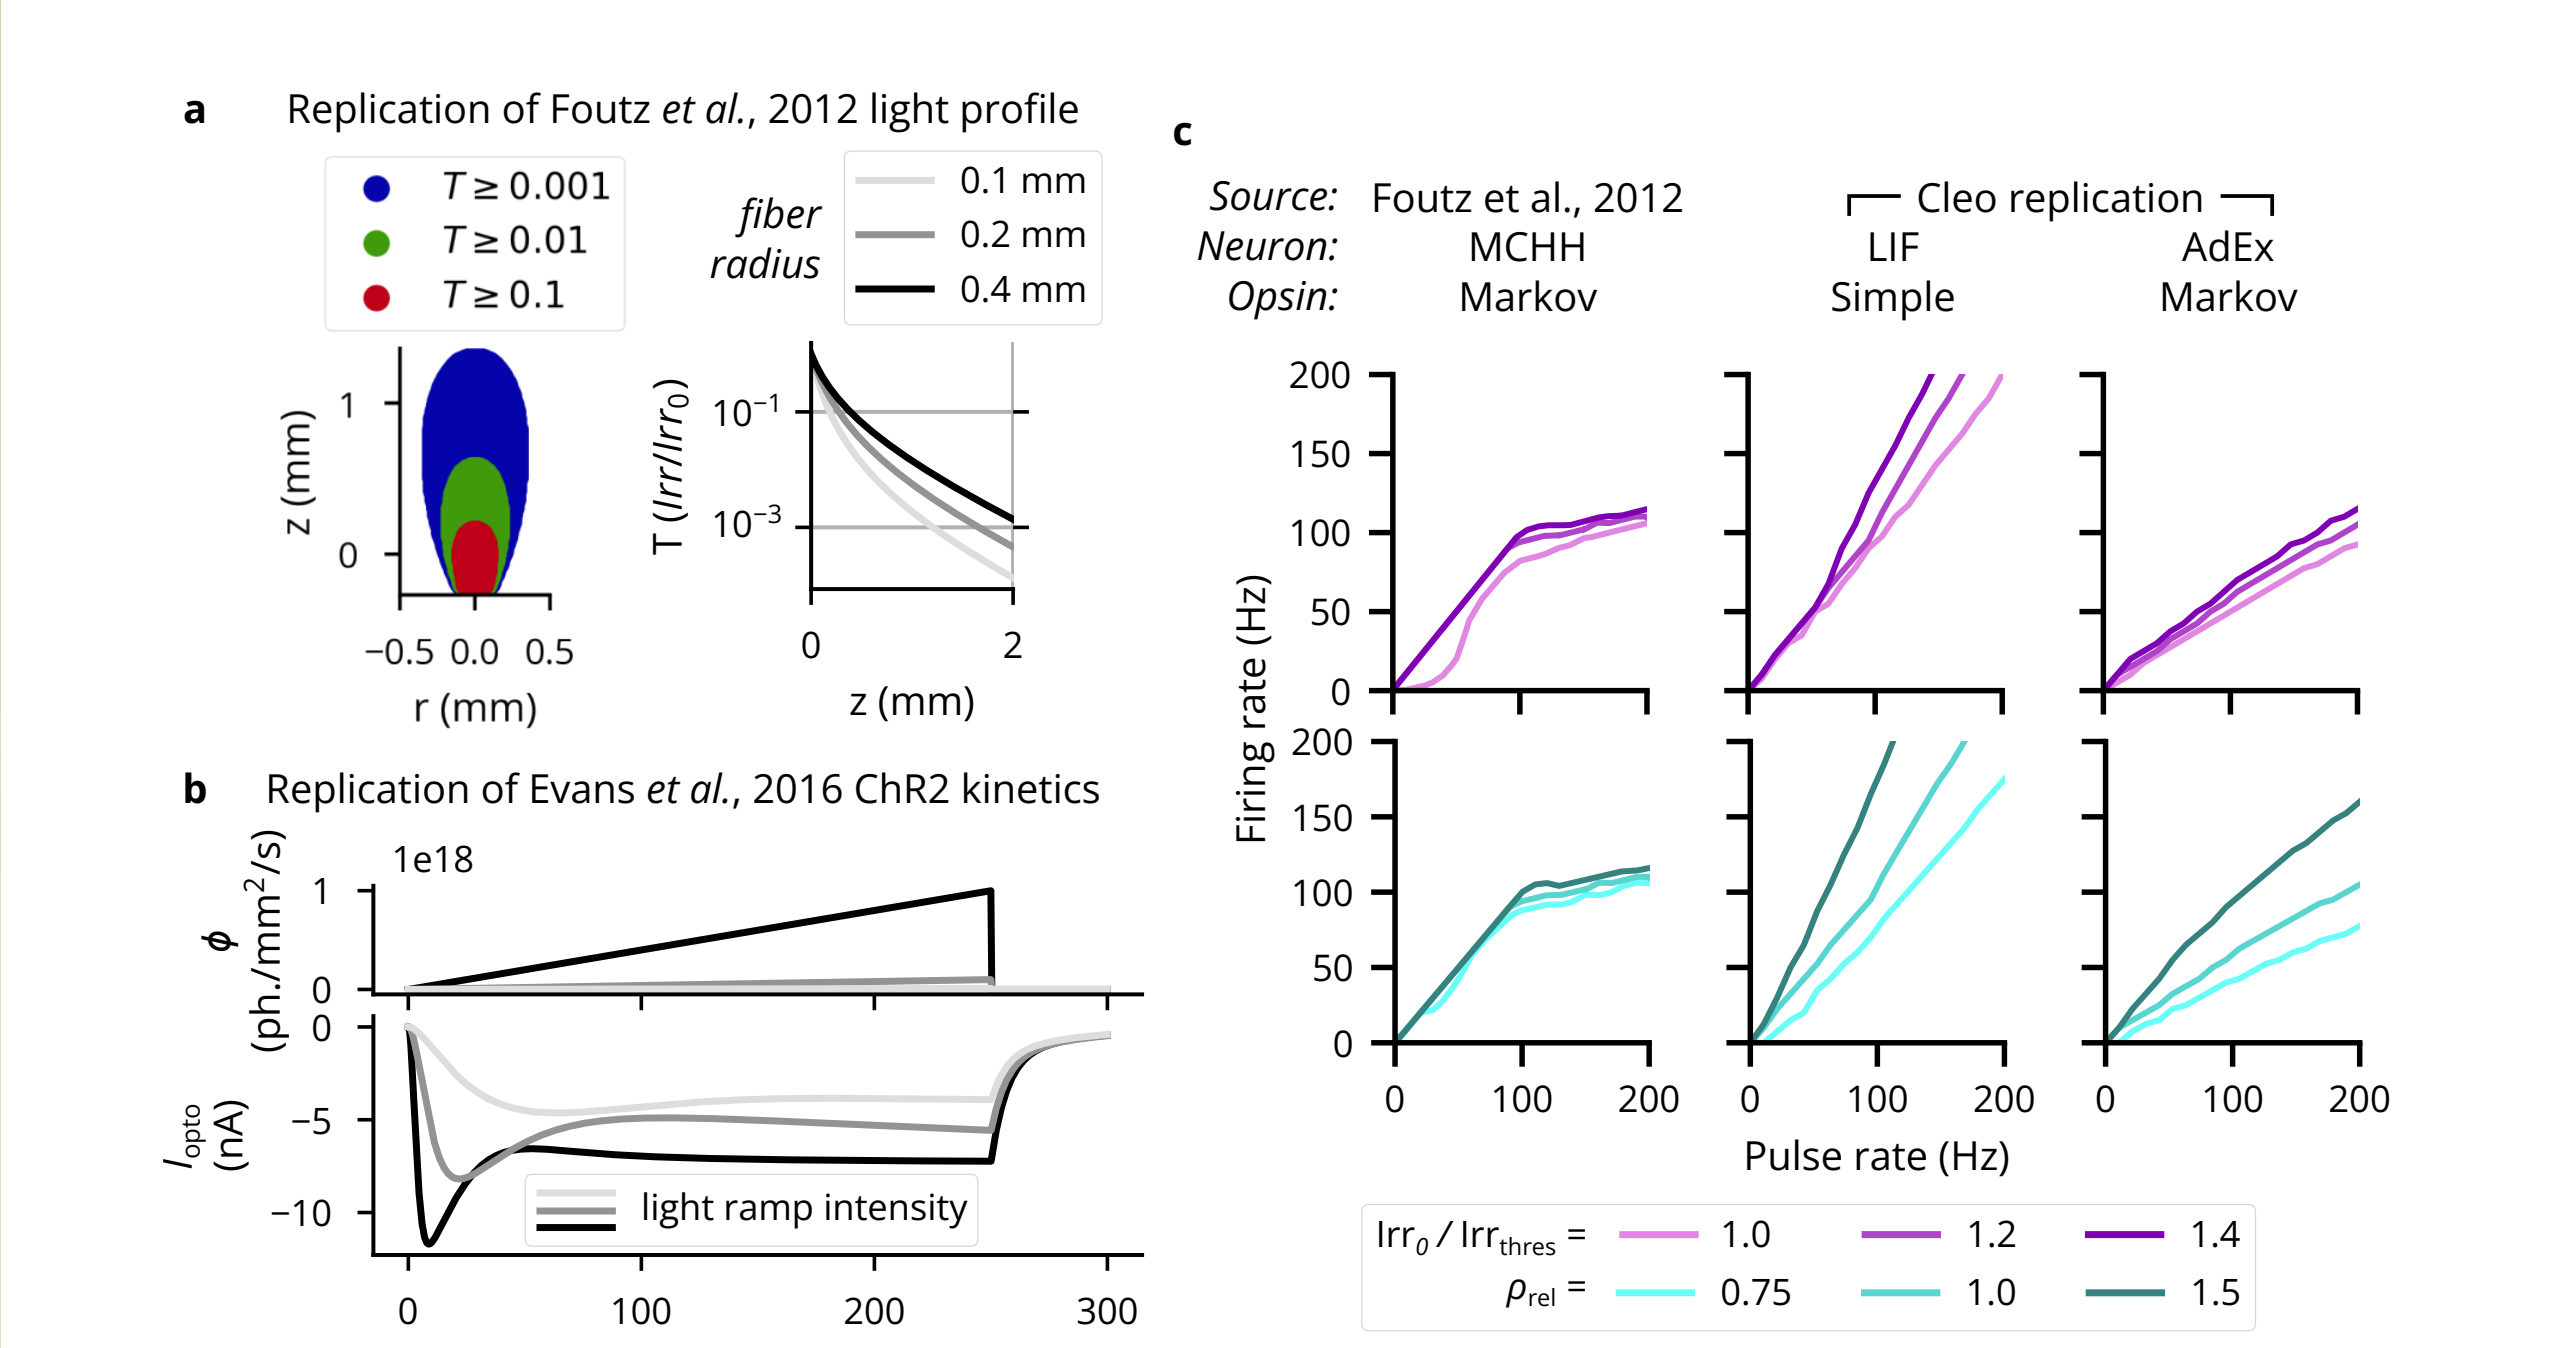 a
Replication of Foutz et al., 2012 light profile
T ≥ 0.001
T ≥ 0.01
T ≥ 0.1
fiber
radius
0.1 mm
0.2 mm
0.4 mm
z (mm)
1
0
−0.5 0.0 0.5
r (mm)
T (Irr/Irr₀)
10⁻¹
10⁻³
0 2
z (mm)
b
Replication of Evans et al., 2016 ChR2 kinetics
1e18
ϕ
(ph./mm²/s)
1
0
I_opto
(nA)
0
−5
−10
light ramp intensity
0 100 200 300
c
Source: Foutz et al., 2012 Cleo replication
Neuron: MCHH LIF AdEx
Opsin: Markov Simple Markov
Firing rate (Hz)
200
150
100
50
0
200
150
100
50
0
0 100 200 0 100 200 0 100 200
Pulse rate (Hz)
Irr₀ / Irr_thres = 1.0 1.2 1.4
ρ_rel = 0.75 1.0 1.5